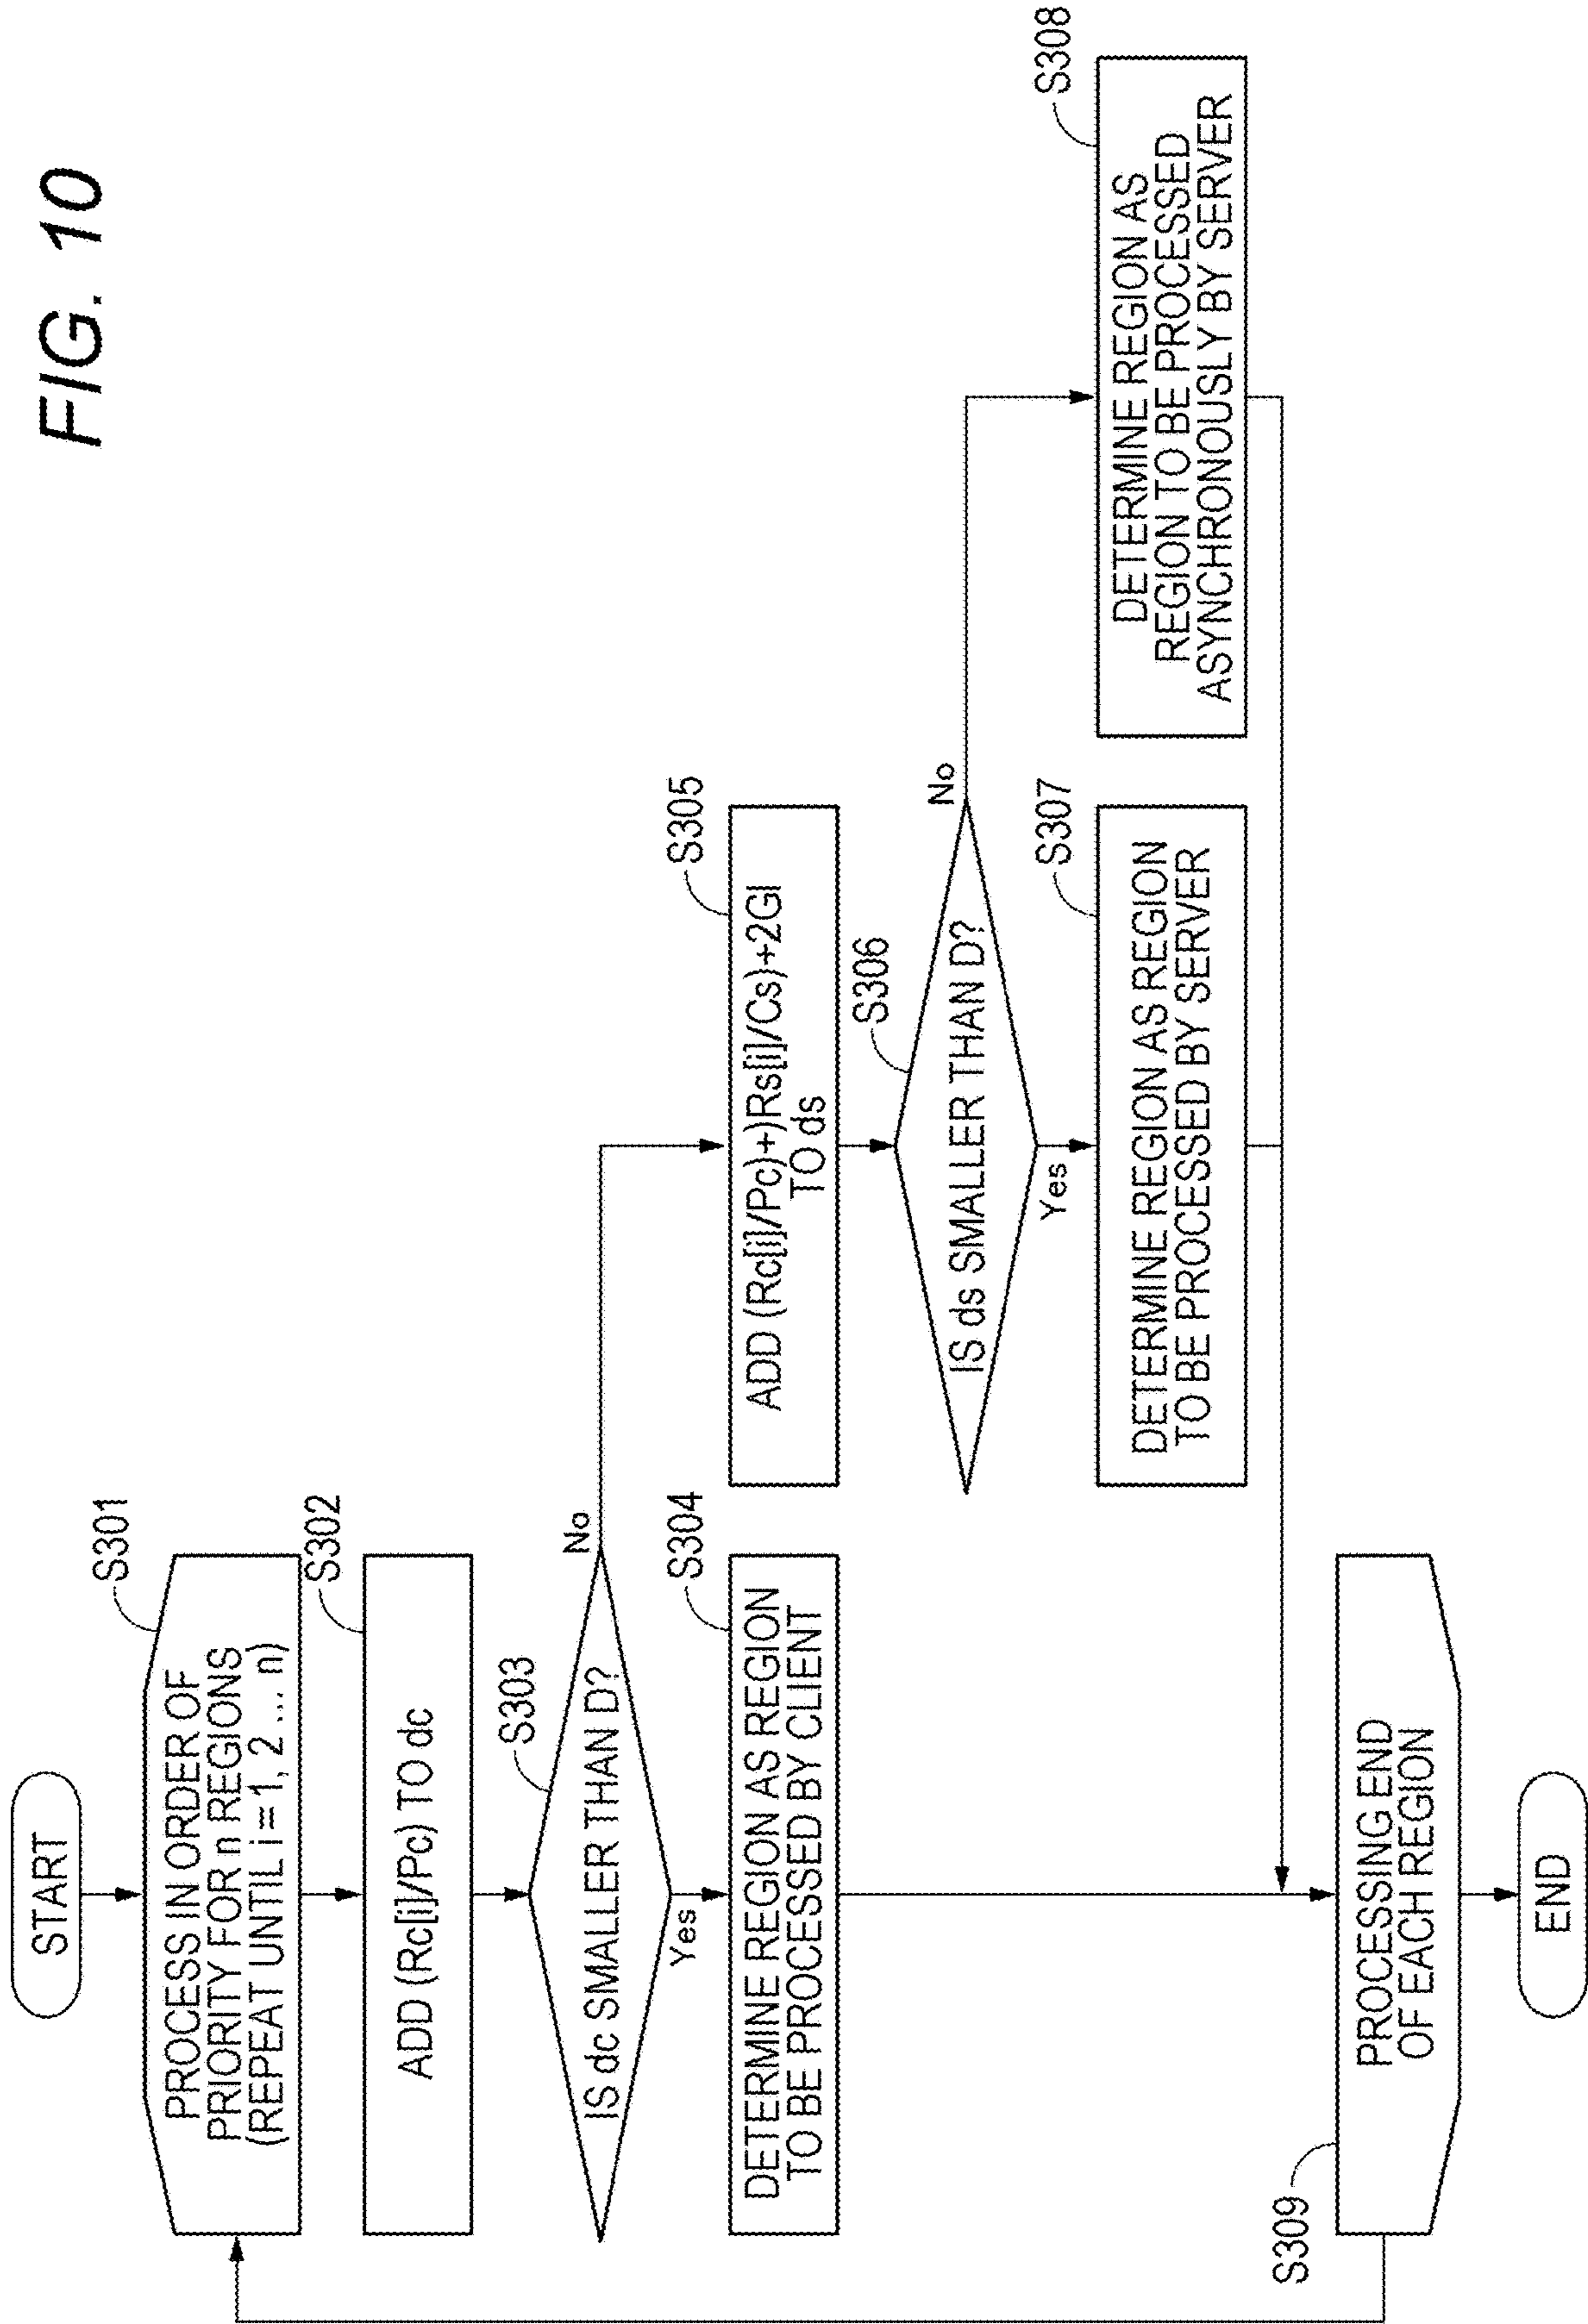 FIG. 10
START
S301
PROCESS IN ORDER OF
PRIORITY FOR n REGIONS
(REPEAT UNTIL i = 1, 2 ... n)
S302
ADD (Rc[i]/Pc) TO dc
S303
IS dc SMALLER THAN D?
No
Yes
S304
DETERMINE REGION AS REGION
TO BE PROCESSED BY CLIENT
S305
ADD (Rc[i]/Pc)+)Rs[i]/Cs)+2GI
TO ds
S306
IS ds SMALLER THAN D?
No
Yes
S307
DETERMINE REGION AS REGION
TO BE PROCESSED BY SERVER
S308
DETERMINE REGION AS
REGION TO BE PROCESSED
ASYNCHRONOUSLY BY SERVER
S309
PROCESSING END
OF EACH REGION
END